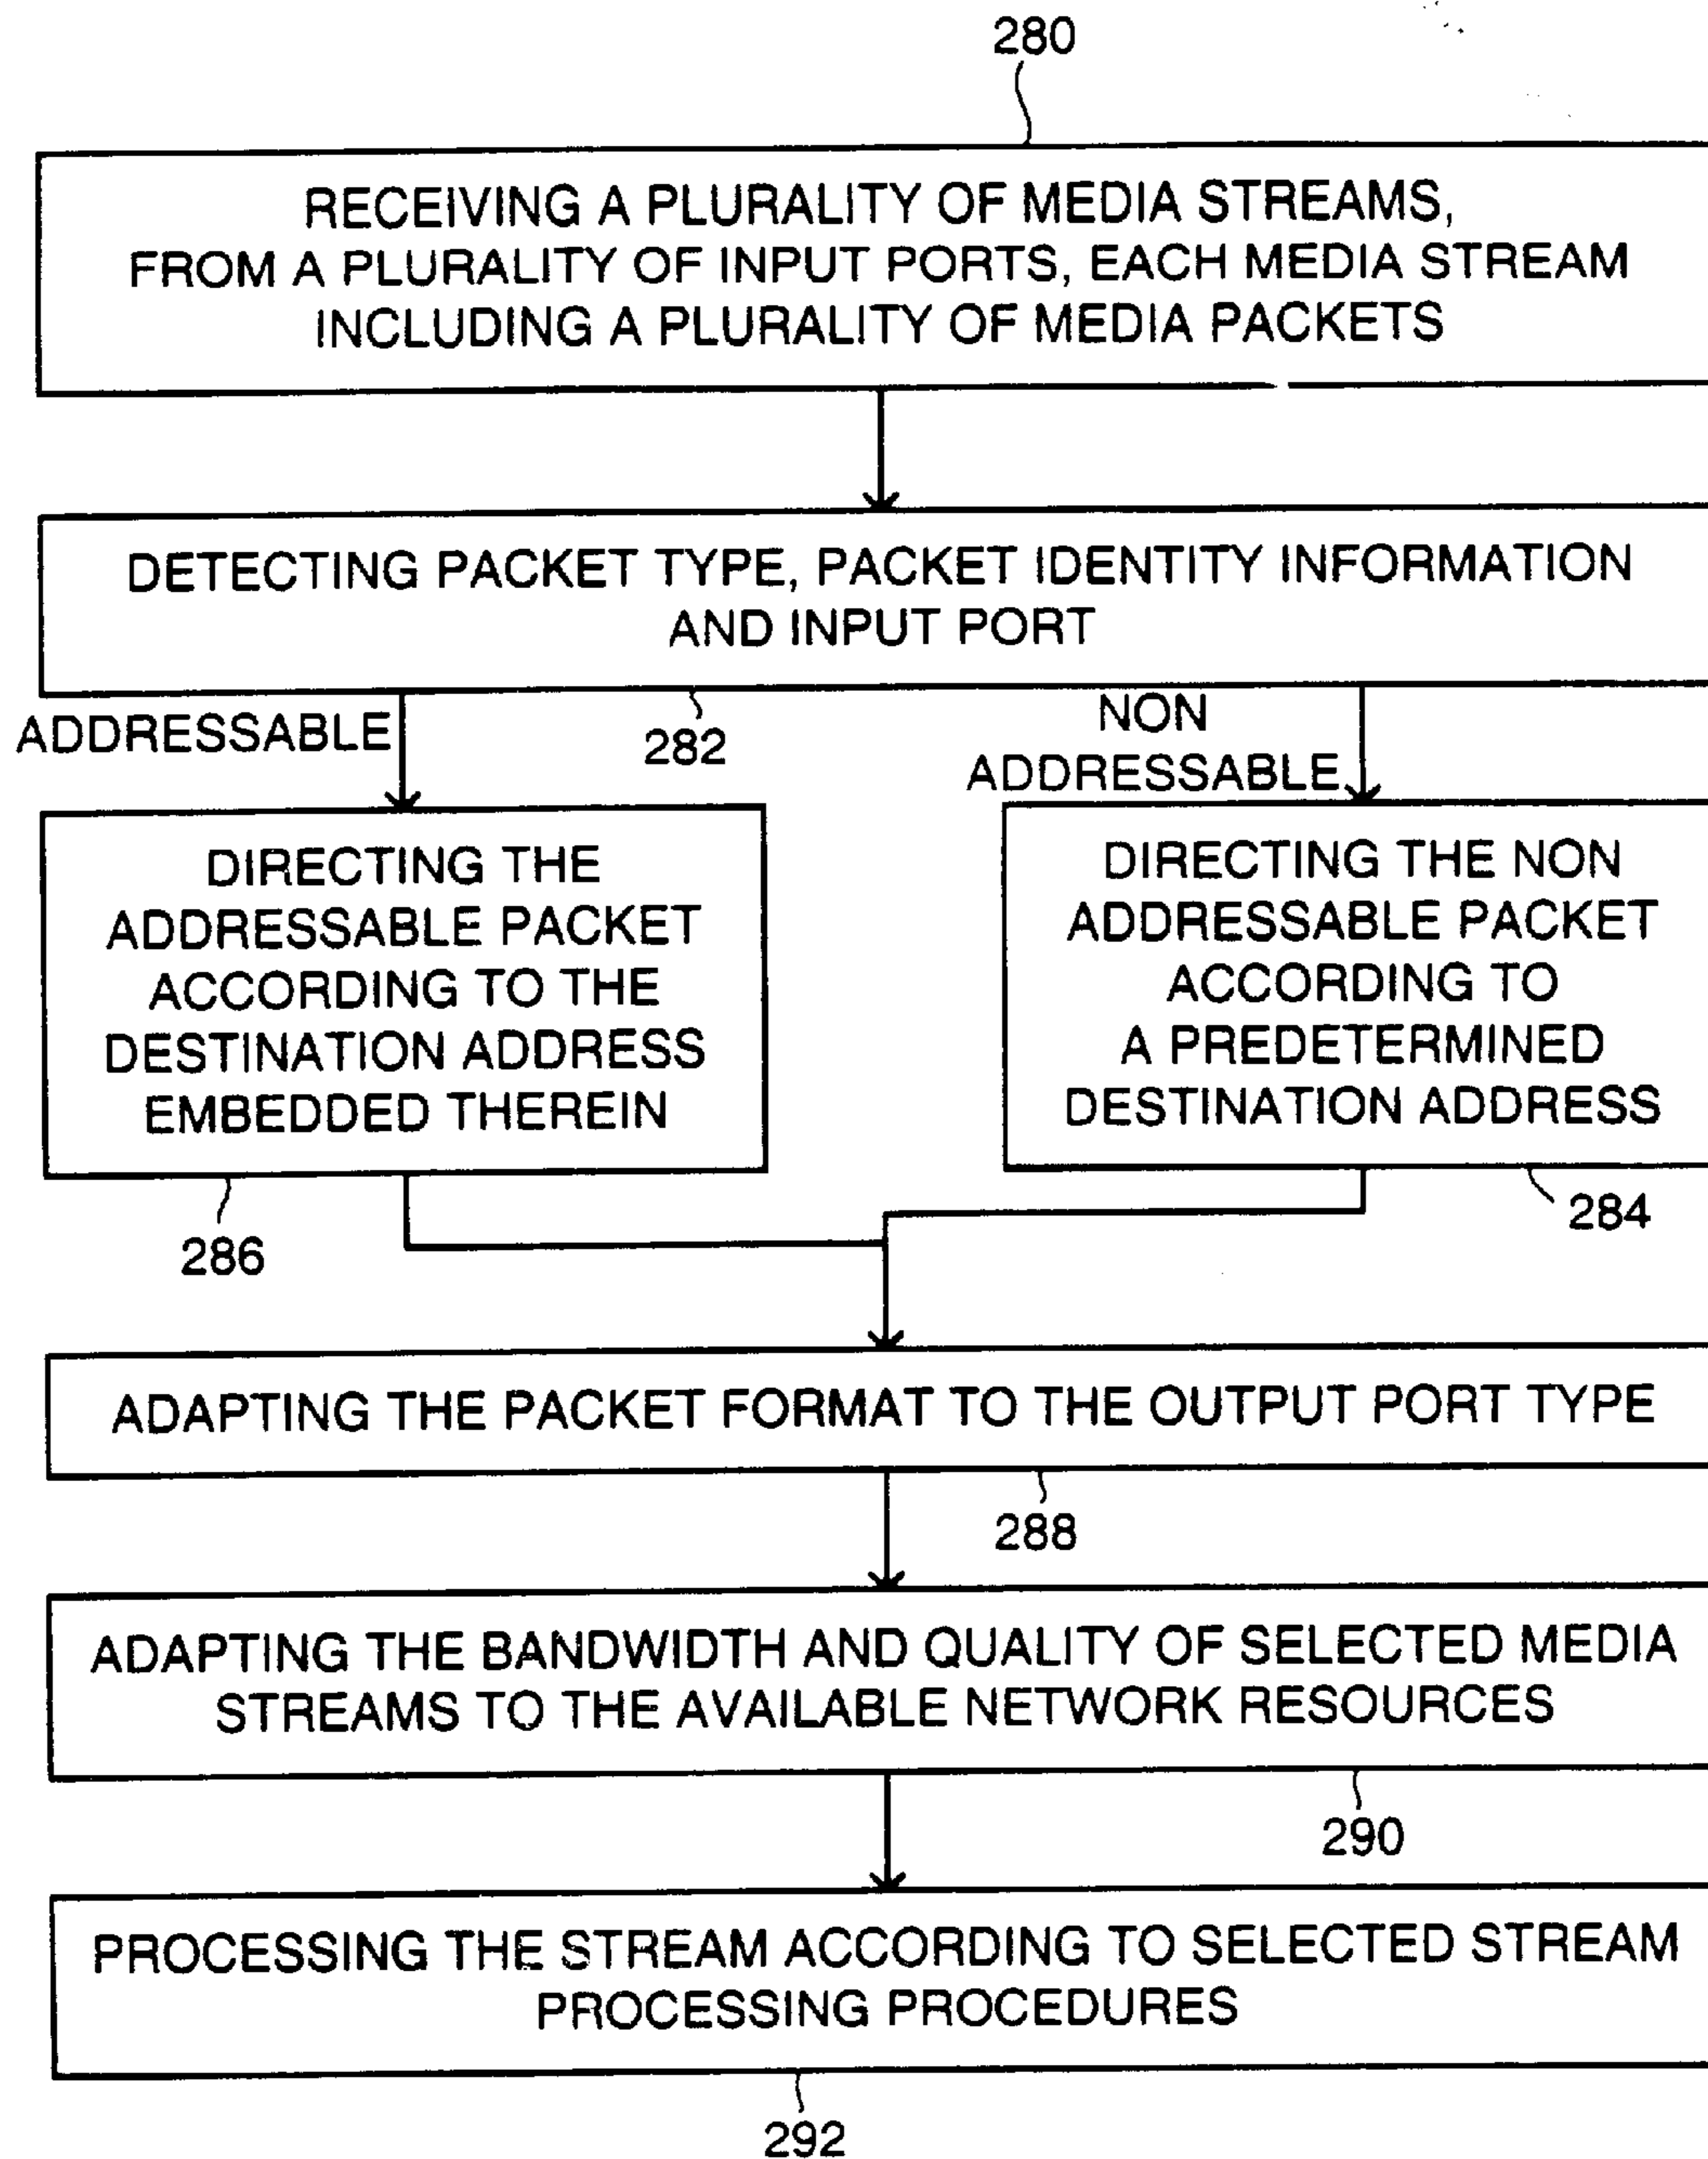 280
RECEIVING A PLURALITY OF MEDIA STREAMS,
FROM A PLURALITY OF INPUT PORTS, EACH MEDIA STREAM
INCLUDING A PLURALITY OF MEDIA PACKETS
DETECTING PACKET TYPE, PACKET IDENTITY INFORMATION
AND INPUT PORT
ADDRESSABLE
282
NON
ADDRESSABLE
DIRECTING THE
ADDRESSABLE PACKET
ACCORDING TO THE
DESTINATION ADDRESS
EMBEDDED THEREIN
286
DIRECTING THE NON
ADDRESSABLE PACKET
ACCORDING TO
A PREDETERMINED
DESTINATION ADDRESS
284
ADAPTING THE PACKET FORMAT TO THE OUTPUT PORT TYPE
288
ADAPTING THE BANDWIDTH AND QUALITY OF SELECTED MEDIA
STREAMS TO THE AVAILABLE NETWORK RESOURCES
290
PROCESSING THE STREAM ACCORDING TO SELECTED STREAM
PROCESSING PROCEDURES
292